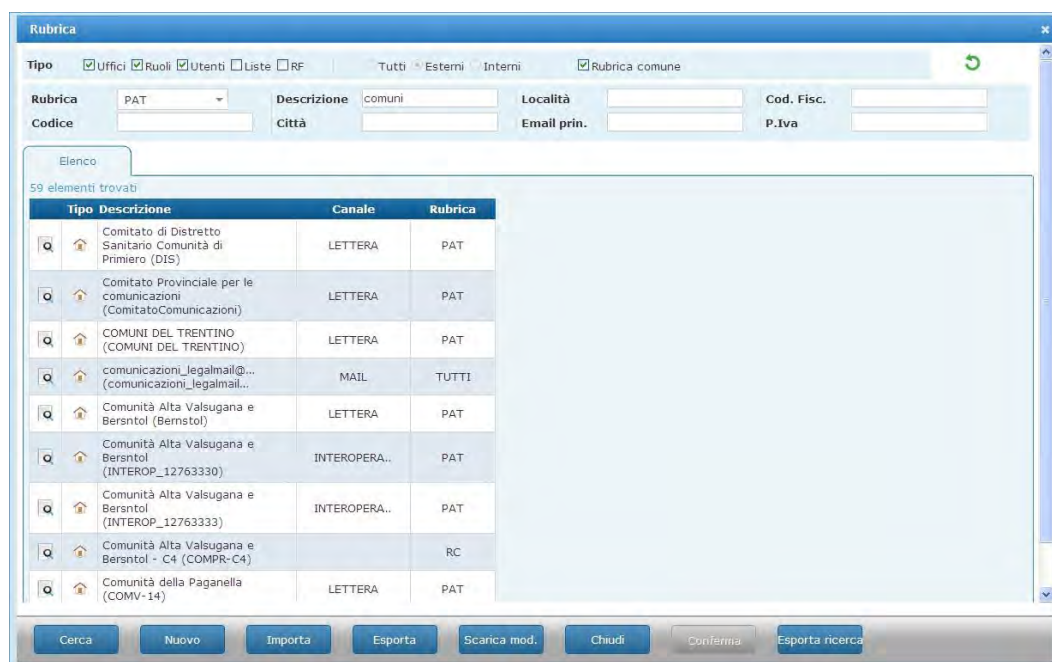 Rubrica
Tipo Uffici Ruoli Utenti Liste RF Tutti Esterni Interni Rubrica comune
Rubrica PAT Descrizione comuni Località Cod. Fisc.
Codice Città Email prin. P.Iva
Elenco
59 elementi trovati
Tipo Descrizione Canale Rubrica
Comitato di Distretto
Sanitario Comunità di
Primiero (DIS)
LETTERA PAT
Comitato Provinciale per le
comunicazioni
(ComitatoComunicazioni)
LETTERA PAT
COMUNI DEL TRENTINO
(COMUNI DEL TRENTINO)
LETTERA PAT
comunicazioni_legalmail@...
(comunicazioni_legalmail...
MAIL TUTTI
Comunità Alta Valsugana e
Bersntol (Bernstol)
LETTERA PAT
Comunità Alta Valsugana e
Bersntol
(INTEROP_12763330)
INTEROPERA.. PAT
Comunità Alta Valsugana e
Bersntol
(INTEROP_12763333)
INTEROPERA.. PAT
Comunità Alta Valsugana e
Bersntol - C4 (COMPR-C4)
RC
Comunità della Paganella
(COMV-14)
LETTERA PAT
Cerca Nuovo Importa Esporta Scarica mod. Chiudi Conferma Esporta ricerca